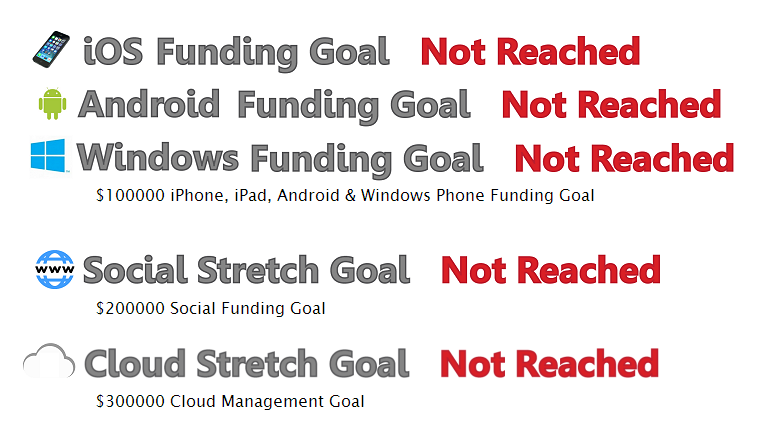 iOS Funding Goal Not Reached
Android Funding Goal Not Reached
Windows Funding Goal Not Reached
$100000 iPhone, iPad, Android & Windows Phone Funding Goal
www Social Stretch Goal Not Reached
$200000 Social Funding Goal
Cloud Stretch Goal Not Reached
$300000 Cloud Management Goal